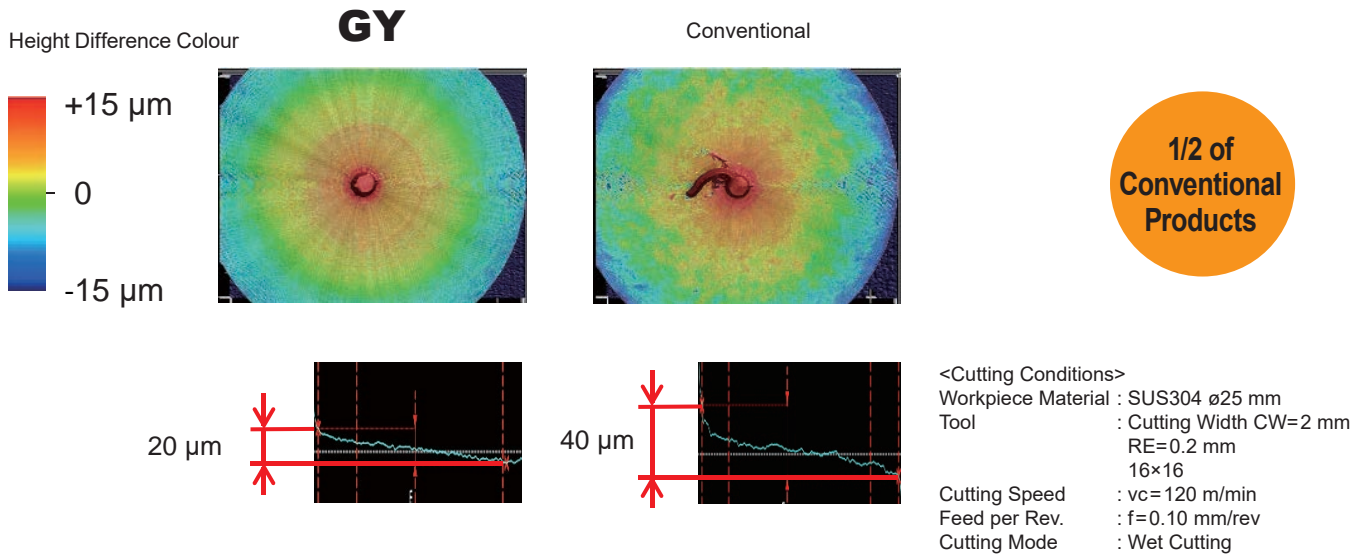 Height Difference Colour
GY
Conventional
+15 µm
0
-15 µm
1/2 of
Conventional
Products
20 µm
40 µm
<Cutting Conditions>
Workpiece Material : SUS304 ø25 mm
Tool : Cutting Width CW=2 mm
RE=0.2 mm
16×16
Cutting Speed : vc=120 m/min
Feed per Rev. : f=0.10 mm/rev
Cutting Mode : Wet Cutting